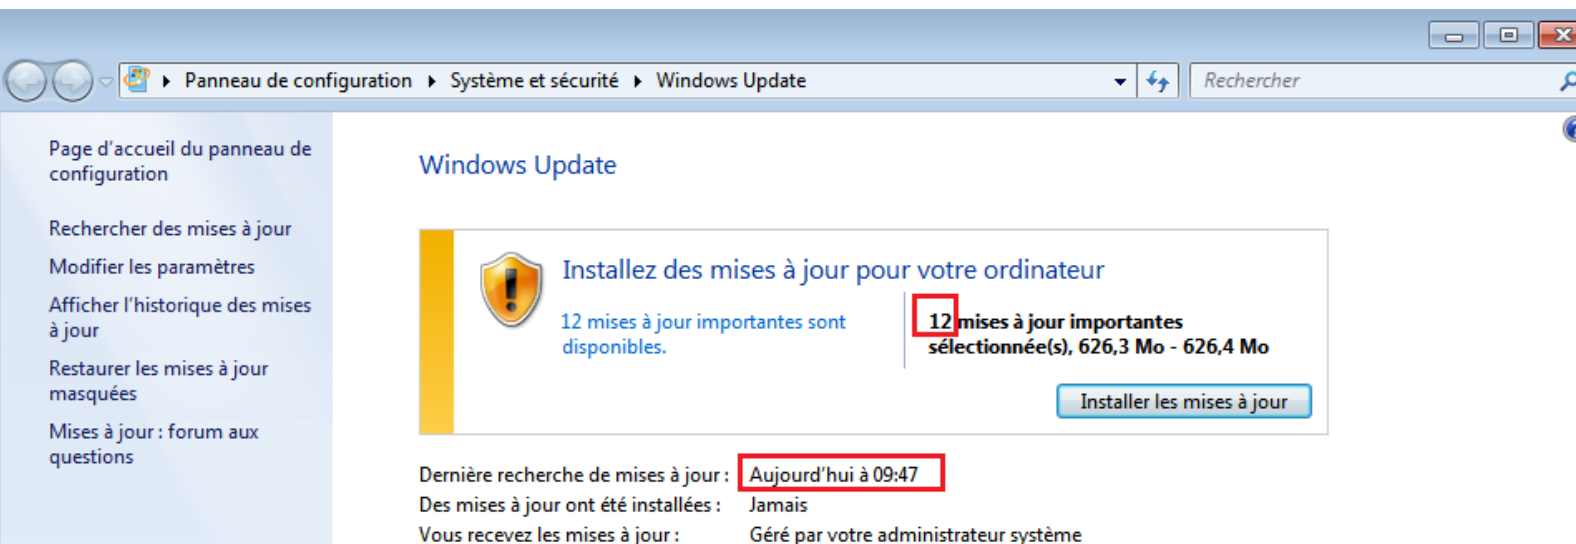 Panneau de configuration ▸ Système et sécurité ▸ Windows Update
Rechercher
Page d'accueil du panneau de
configuration
Rechercher des mises à jour
Modifier les paramètres
Afficher l'historique des mises
à jour
Restaurer les mises à jour
masquées
Mises à jour : forum aux
questions
Windows Update
Installez des mises à jour pour votre ordinateur
12 mises à jour importantes sont
disponibles.
12 mises à jour importantes
sélectionnée(s), 626,3 Mo - 626,4 Mo
Installer les mises à jour
Dernière recherche de mises à jour : Aujourd'hui à 09:47
Des mises à jour ont été installées : Jamais
Vous recevez les mises à jour : Géré par votre administrateur système